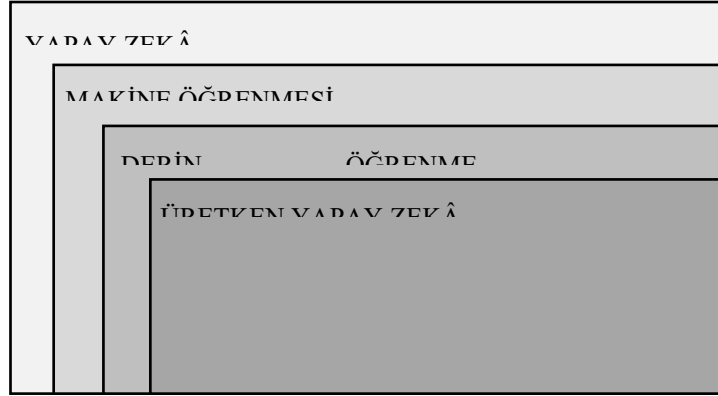 YAPAY ZEKÂ
MAKİNE ÖĞRENMESİ
DERİN ÖĞRENME
ÜRETKEN YAPAY ZEKÂ